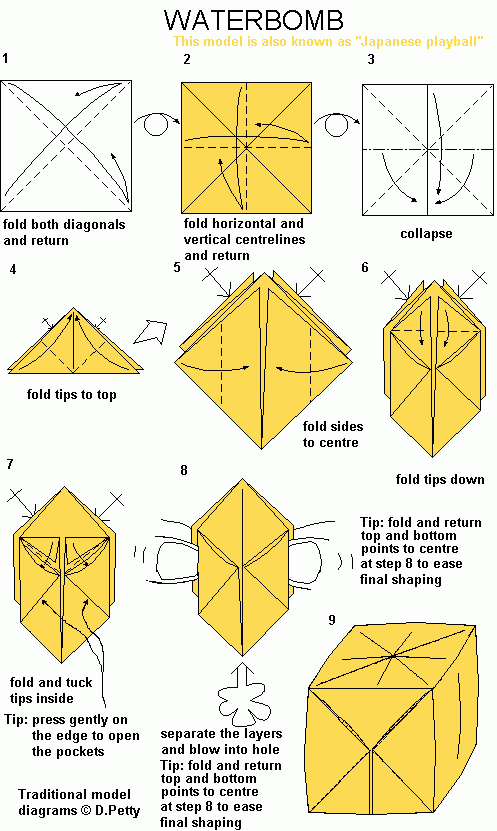 WATERBOMB
This model is also known as "Japanese playball"
1
2
3
fold both diagonals
and return
fold horizontal and
vertical centrelines
and return
collapse
4
5
6
fold tips to top
fold sides
to centre
fold tips down
7
8
Tip: fold and return
top and bottom
points to centre
at step 8 to ease
final shaping
9
fold and tuck
tips inside
Tip: press gently on
the edge to open
the pockets
separate the layers
and blow into hole
Tip: fold and return
top and bottom
points to centre
at step 8 to ease
final shaping
Traditional model
diagrams © D.Petty